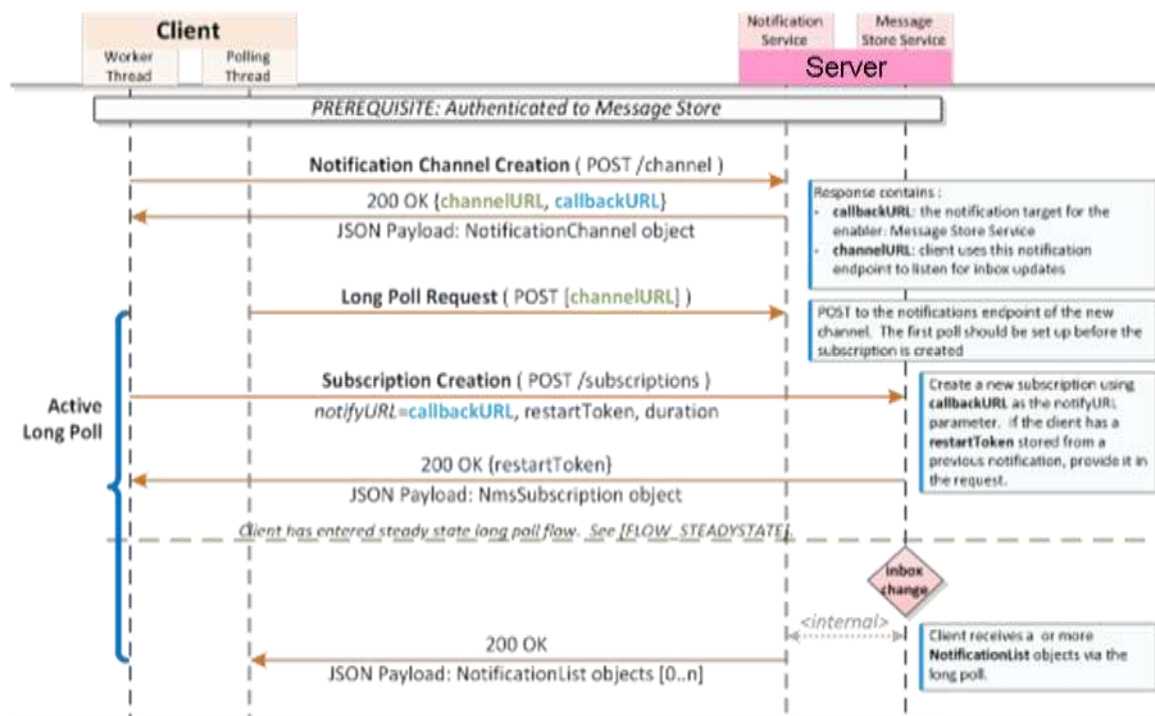 Client
Worker
Thread
Polling
Thread
Notification
Service
Message
Store Service
Server
PREREQUISITE: Authenticated to Message Store
Notification Channel Creation ( POST /channel )
200 OK {channelURL, callbackURL}
JSON Payload: NotificationChannel object
Response contains :
- callbackURL: the notification target for the
enabler: Message Store Service
- channelURL: client uses this notification
endpoint to listen for inbox updates
Long Poll Request ( POST [channelURL] )
POST to the notifications endpoint of the new
channel. The first poll should be set up before the
subscription is created
Active
Long Poll
Subscription Creation ( POST /subscriptions )
notifyURL=callbackURL, restartToken, duration
Create a new subscription using
callbackURL as the notifyURL
parameter. If the client has a
restartToken stored from a
previous notification, provide it in
the request.
200 OK {restartToken}
JSON Payload: NmsSubscription object
Client has entered steady state long poll flow. See [FLOW_STEADYSTATE].
inbox
change
<internal>
200 OK
JSON Payload: NotificationList objects [0..n]
Client receives a or more
NotificationList objects via the
long poll.